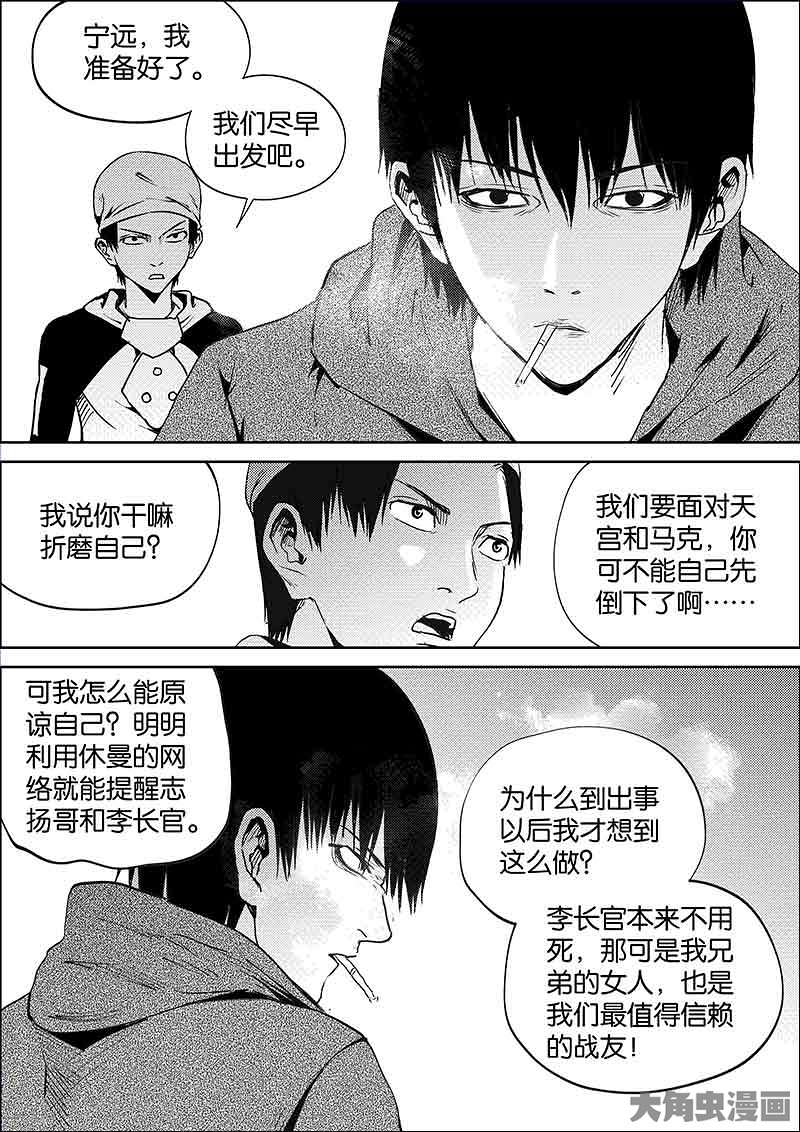 宁远，我
准备好了。
我们尽早
出发吧。
我说你干嘛
折磨自己？
我们要面对天
宫和马克，你
可不能自己先
倒下了啊……
可我怎么能原
谅自己？明明
利用休曼的网
络就能提醒志
扬哥和李长官。
为什么到出事
以后我才想到
这么做？
李长官本来不用
死，那可是我兄
弟的女人，也是
我们最值得信赖
的战友！
大角虫漫画